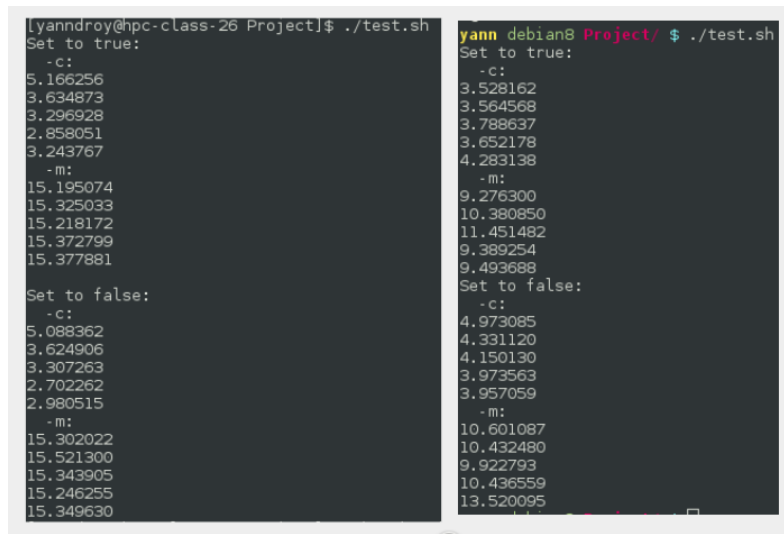 [yanndroy@hpc-class-26 Project]$ ./test.sh
Set to true:
-c:
5.166256
3.634873
3.296928
2.858051
3.243767
-m:
15.195074
15.325033
15.218172
15.372799
15.377881
Set to false:
-c:
5.088362
3.624906
3.307263
2.702262
2.980515
-m:
15.302022
15.521300
15.343905
15.246255
15.349630
yann debian8 Project/ $ ./test.sh
Set to true:
-c:
3.528162
3.564568
3.788637
3.652178
4.283138
-m:
9.276300
10.380850
11.451482
9.389254
9.493688
Set to false:
-c:
4.973085
4.331120
4.150130
3.973563
3.957059
-m:
10.601087
10.432480
9.922793
10.436559
13.520095